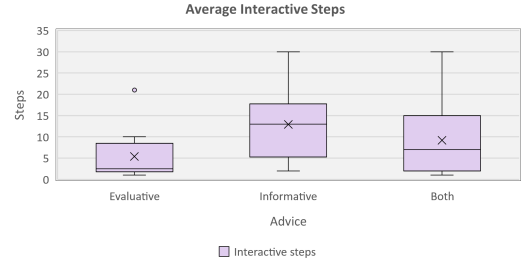 Average Interactive Steps
35
30
25
20
15
10
5
0
Steps
Evaluative
Informative
Both
Advice
Interactive steps